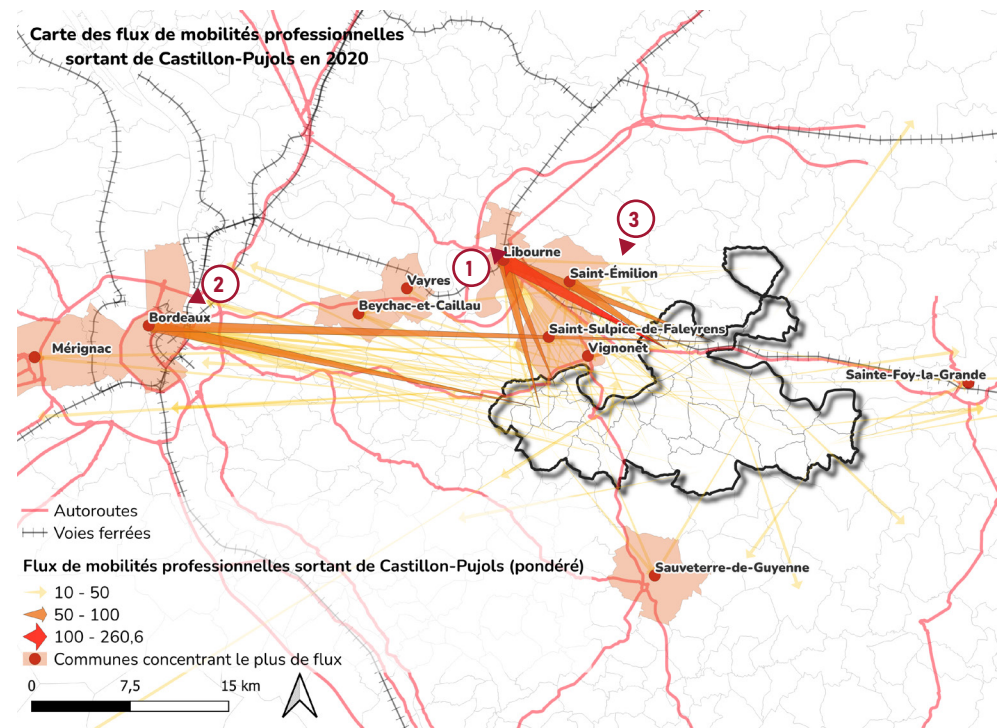 Carte des flux de mobilités professionnelles
sortant de Castillon-Pujols en 2020
3
Libourne
1
Saint-Émilion
2
Vayres
Beychac-et-Caillau
Bordeaux
Saint-Sulpice-de-Faleyrens
Mérignac
Vignonet
Sainte-Foy-la-Grande
Autoroutes
Voies ferrées
Flux de mobilités professionnelles sortant de Castillon-Pujols (pondéré)
Sauveterre-de-Guyenne
10 - 50
50 - 100
100 - 260,6
Communes concentrant le plus de flux
0 7,5 15 km